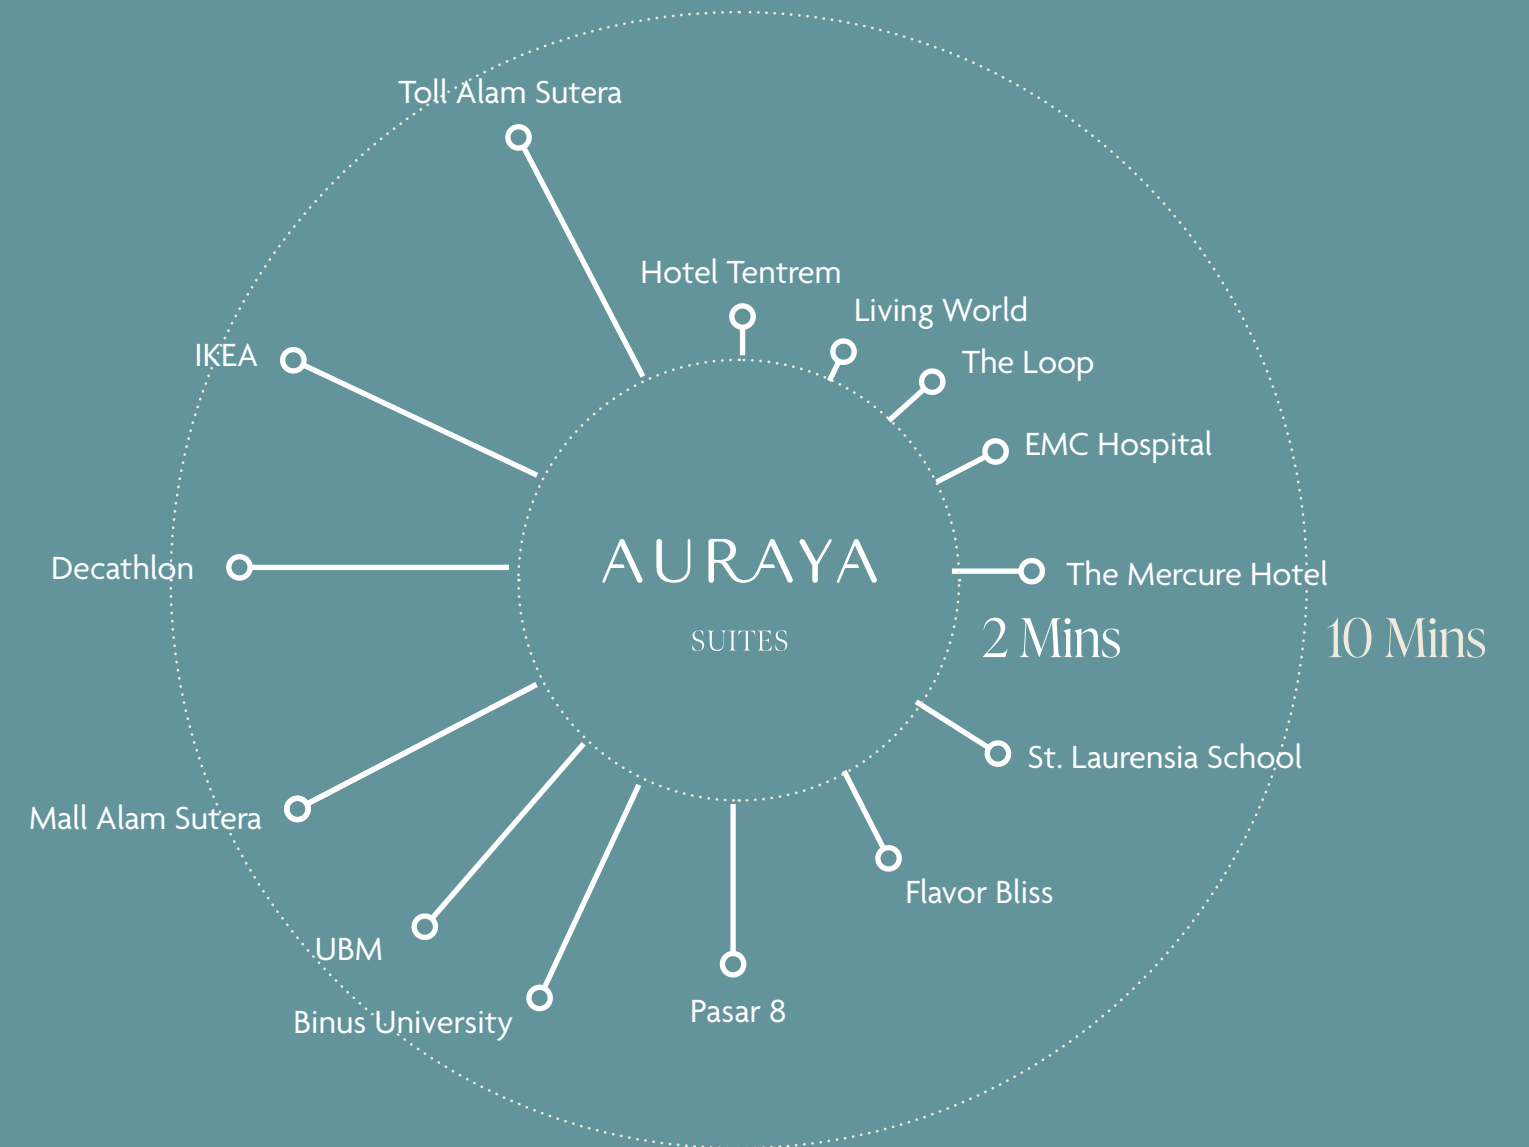 Toll Alam Sutera
Hotel Tentrem
Living World
The Loop
IKEA
EMC Hospital
AURAYA
SUITES
Decathlon
The Mercure Hotel
2 Mins
10 Mins
St. Laurensia School
Mall Alam Sutera
Flavor Bliss
UBM
Pasar 8
Binus University